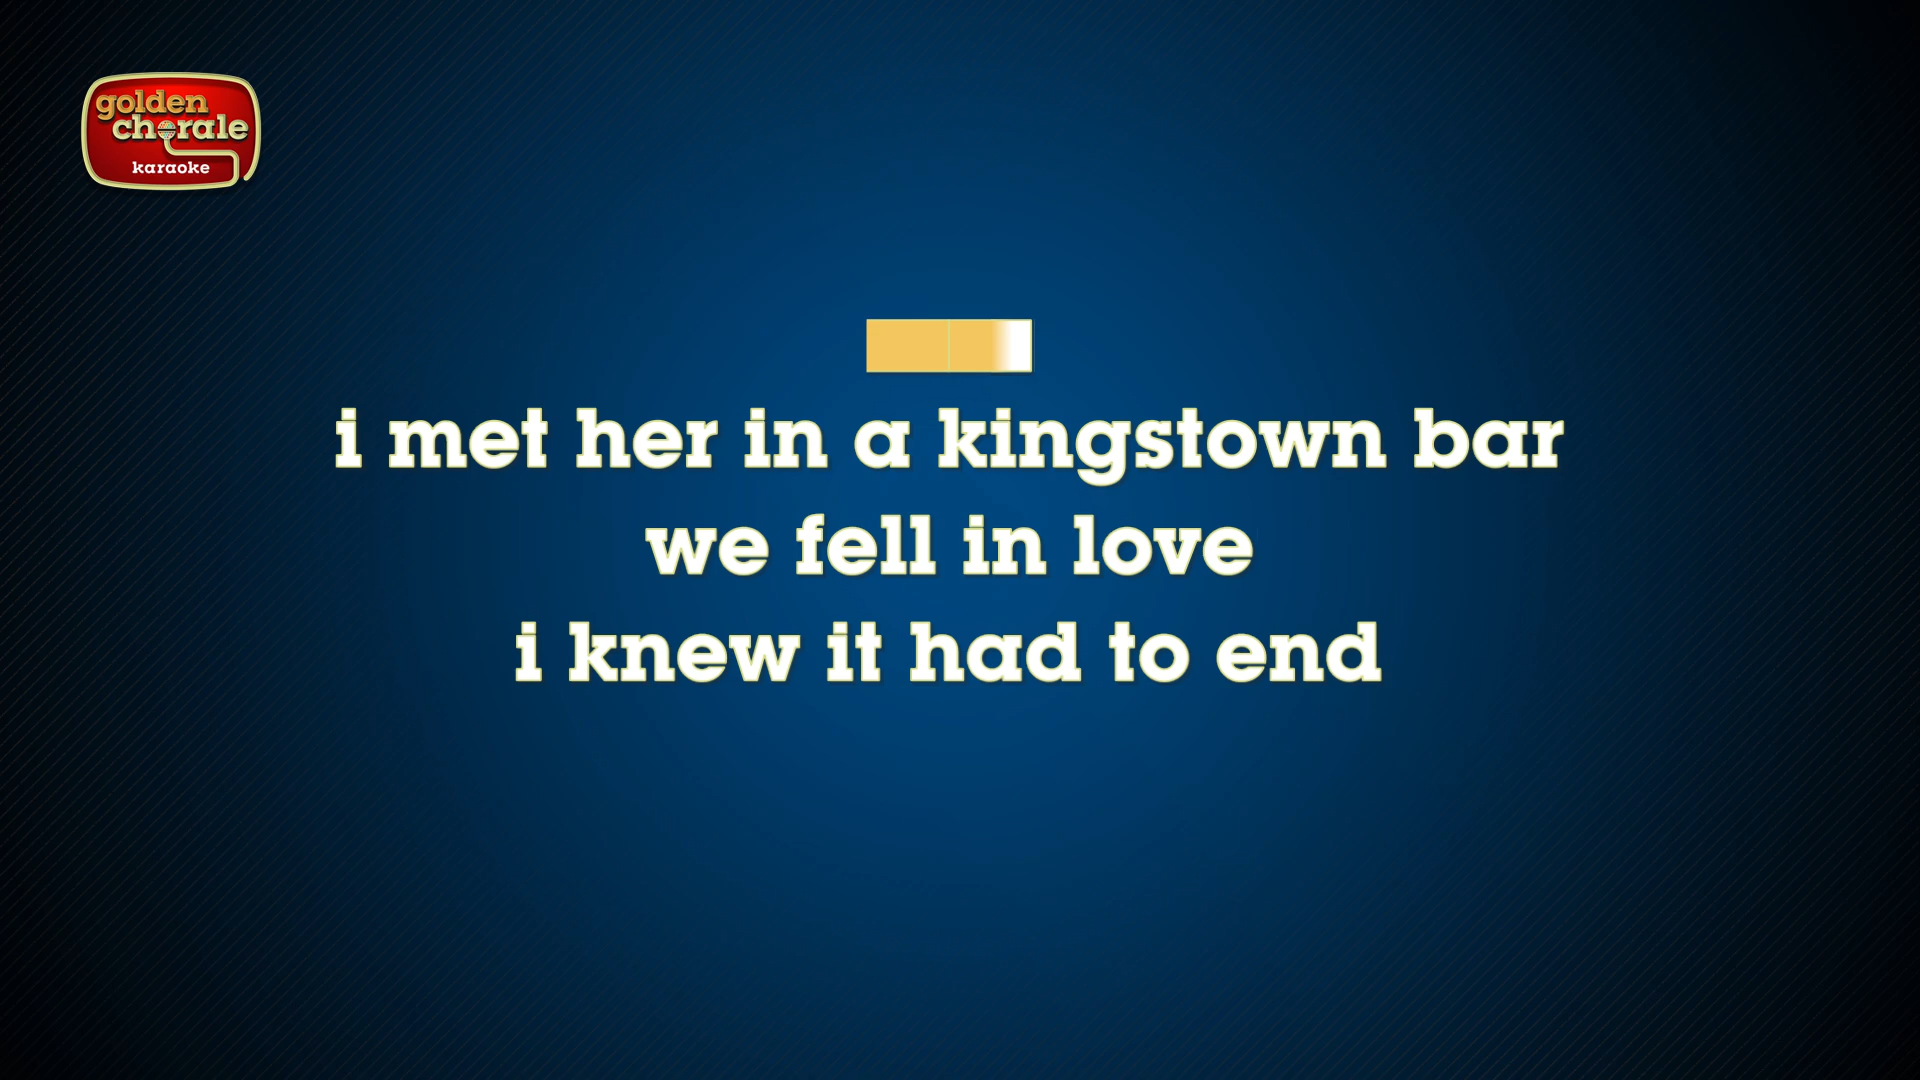 golden
chorale
karaoke
i met her in a kingstown bar
we fell in love
i knew it had to end